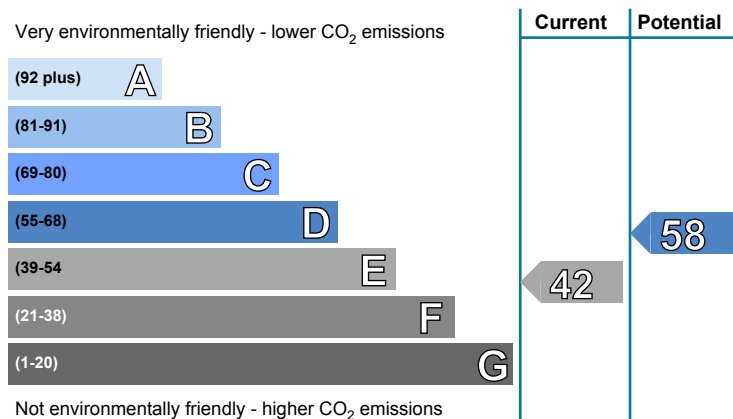 Current Potential
Very environmentally friendly - lower CO₂ emissions
(92 plus) A
(81-91) B
(69-80) C
(55-68) D
58
(39-54 E
42
(21-38) F
(1-20) G
Not environmentally friendly - higher CO₂ emissions